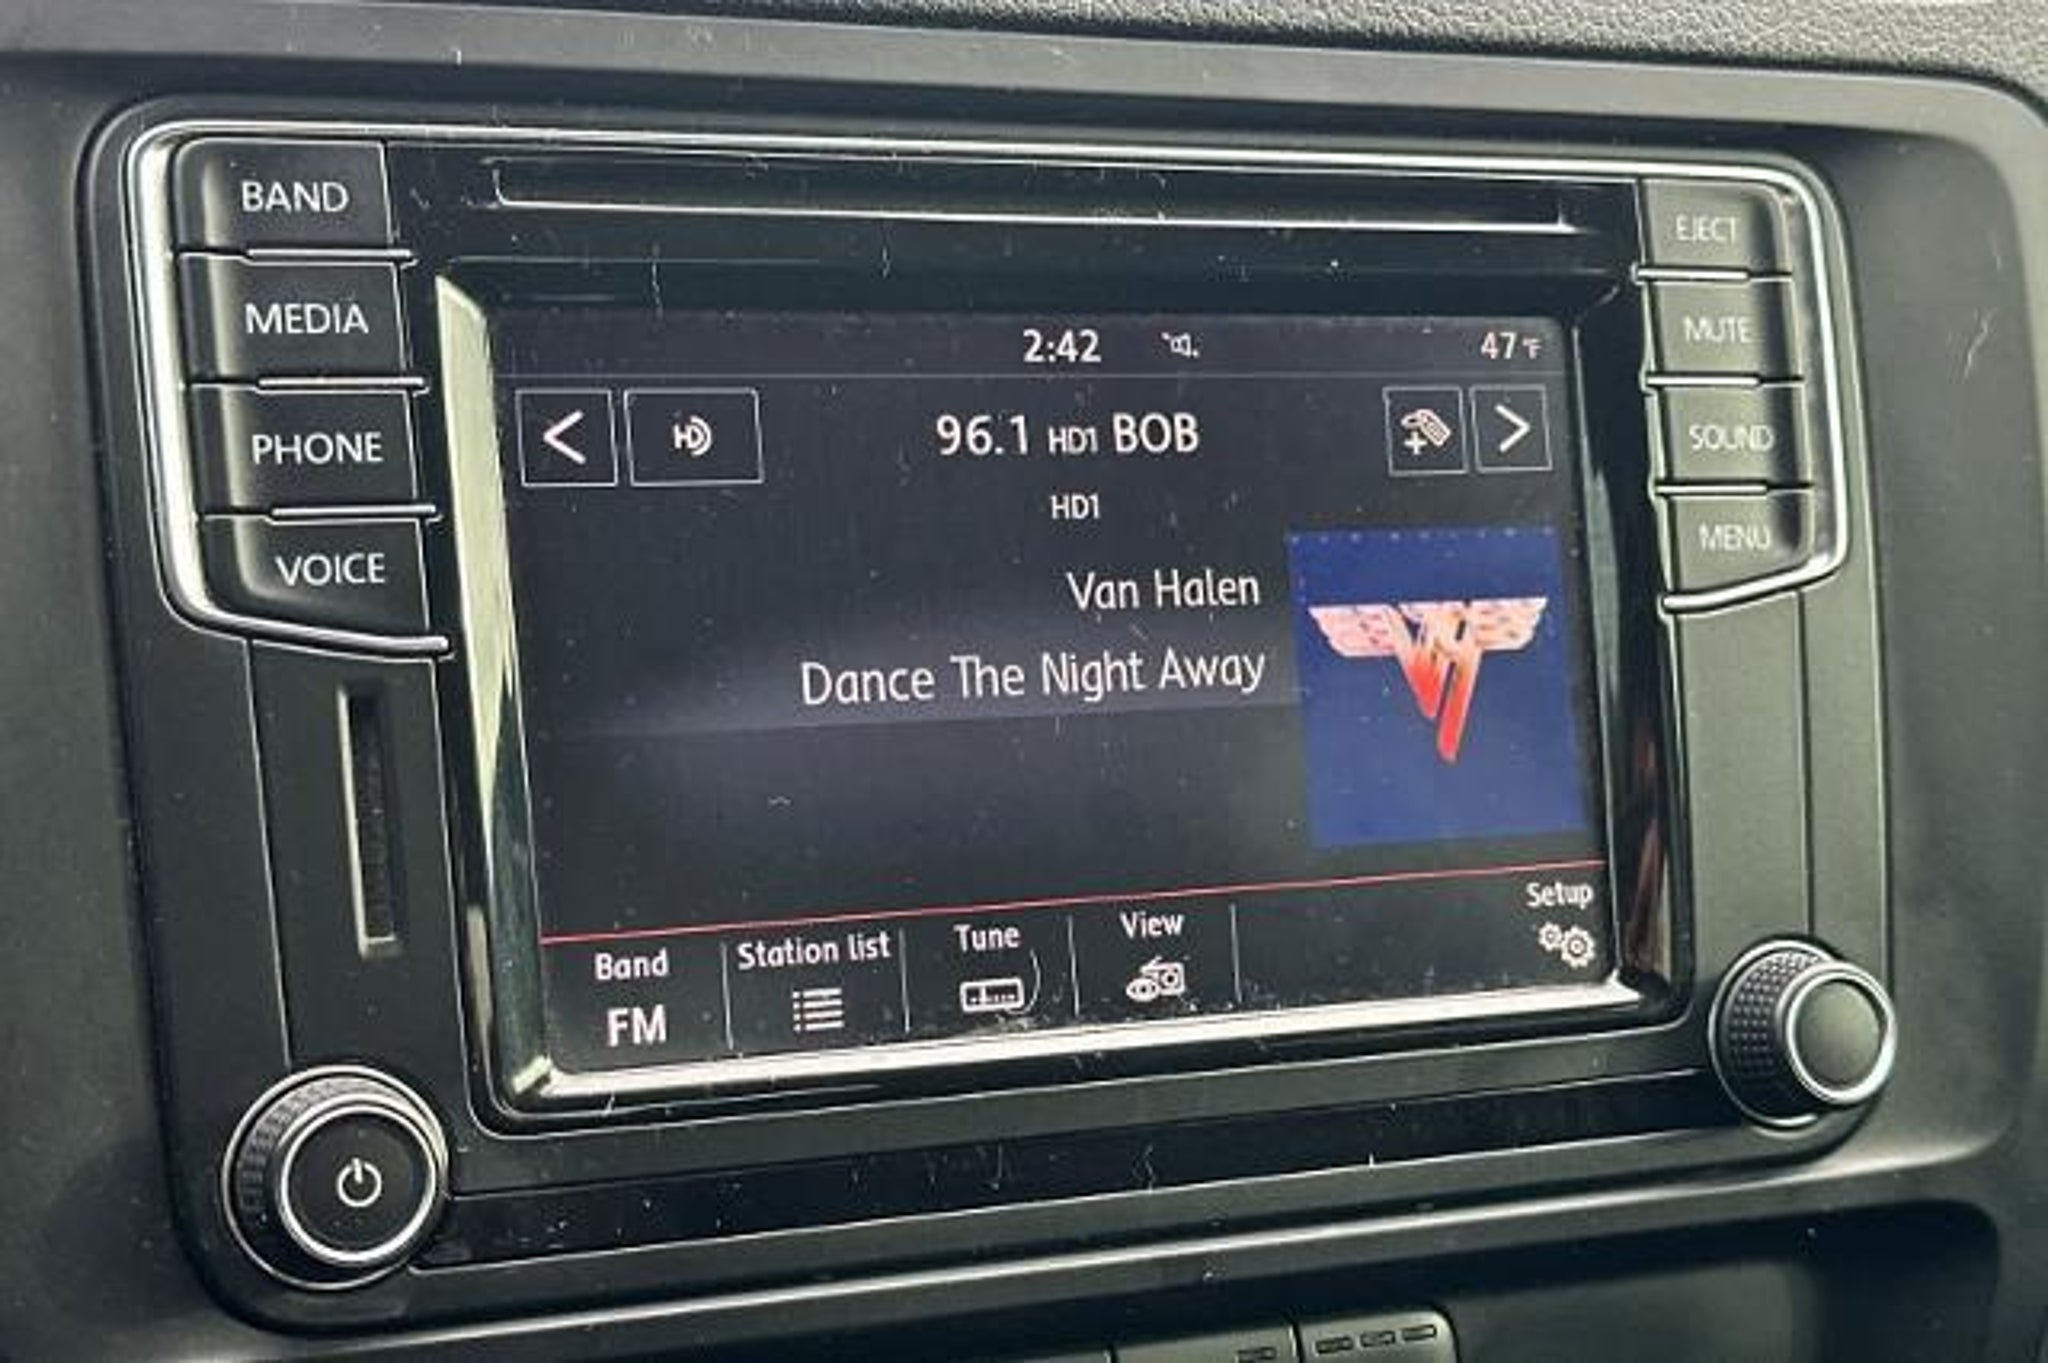 BAND
MEDIA
PHONE
VOICE
EJECT
MUTE
SOUND
MENU
2:42 47 °F
HD 96.1 HD1 BOB
HD1
Van Halen
Dance The Night Away
Band
FM
Station list
Tune
View
Setup